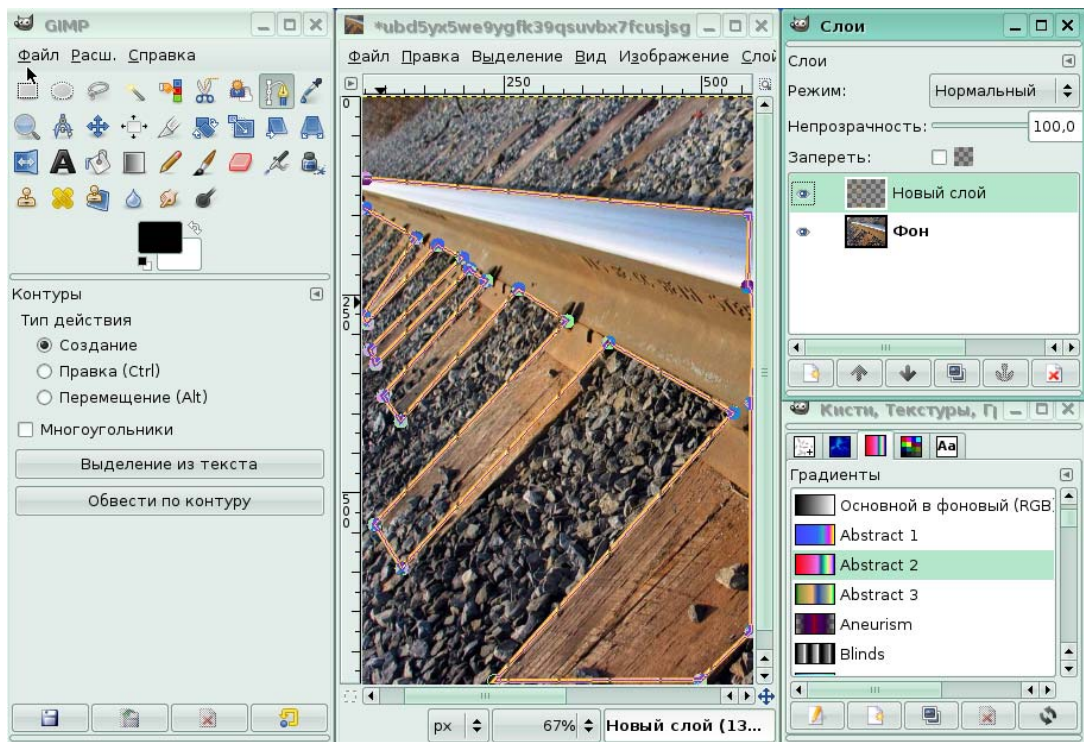 GIMP
Файл Расш. Справка
Контуры
Тип действия
Создание
Правка (Ctrl)
Перемещение (Alt)
Многоугольники
Выделение из текста
Обвести по контуру
*ubd5yx5we9ygfk39qsuvbx7fcusjsg
Файл Правка Выделение Вид Изображение Слой
250 500
0
250
500
px 67% Новый слой (13...
Слои
Слои
Режим: Нормальный
Непрозрачность: 100,0
Запереть:
Новый слой
Фон
Кисти, Текстуры, Гр
Aa
Градиенты
Основной в фоновый (RGB)
Abstract 1
Abstract 2
Abstract 3
Aneurism
Blinds